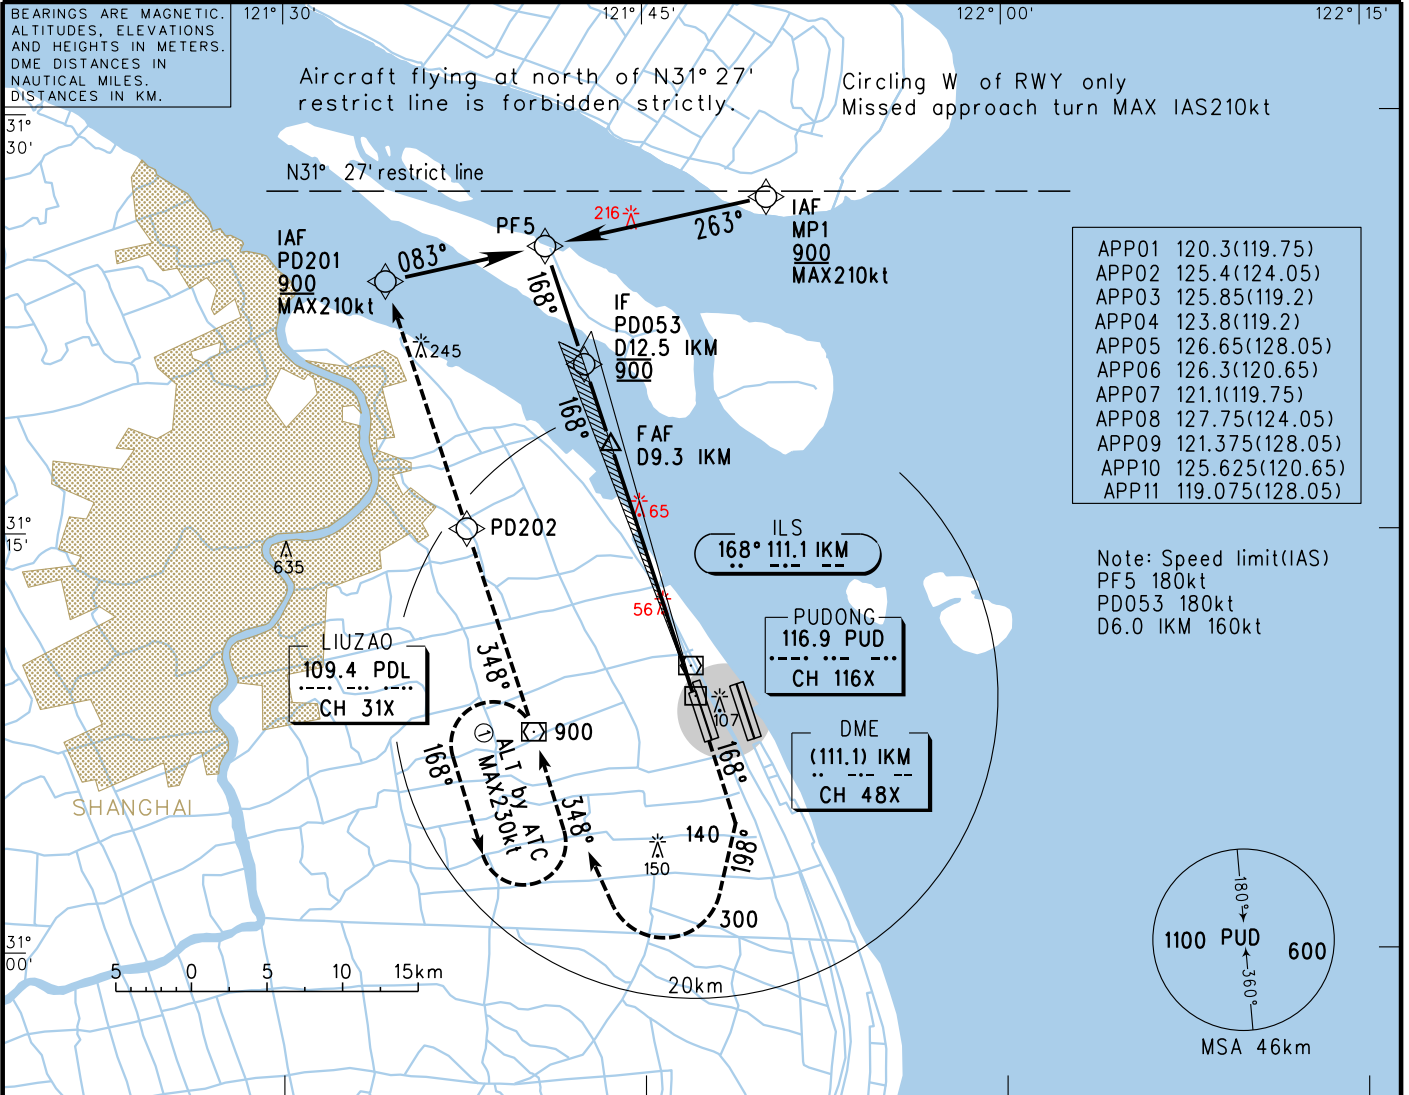 BEARINGS ARE MAGNETIC.
ALTITUDES, ELEVATIONS
AND HEIGHTS IN METERS.
DME DISTANCES IN
NAUTICAL MILES.
DISTANCES IN KM.
121° 30'
121° 45'
122° 00'
122° 15'
Aircraft flying at north of N31° 27'
restrict line is forbidden strictly.
Circling W of RWY only
Missed approach turn MAX IAS210kt
31°
30'
N31° 27' restrict line
216
PF5
263°
IAF
MP1
900
MAX210kt
IAF
PD201
900
MAX210kt
083°
168°
IF
PD053
D12.5 IKM
900
245
168°
FAF
D9.3 IKM
APP01 120.3(119.75)
APP02 125.4(124.05)
APP03 125.85(119.2)
APP04 123.8(119.2)
APP05 126.65(128.05)
APP06 126.3(120.65)
APP07 121.1(119.75)
APP08 127.75(124.05)
APP09 121.375(128.05)
APP10 125.625(120.65)
APP11 119.075(128.05)
31°
15'
65
PD202
635
ILS
168° 111.1 IKM
Note: Speed limit(IAS)
PF5 180kt
PD053 180kt
D6.0 IKM 160kt
56
PUDONG
116.9 PUD
CH 116X
LIUZAO
109.4 PDL
CH 31X
348°
107
900
DME
(111.1) IKM
CH 48X
168°
168°
①
ALT by ATC
MAX230kt
348°
SHANGHAI
140
198°
150
300
31°
00'
5 0 5 10 15km
20km
180°
1100 PUD 600
360°
MSA 46km